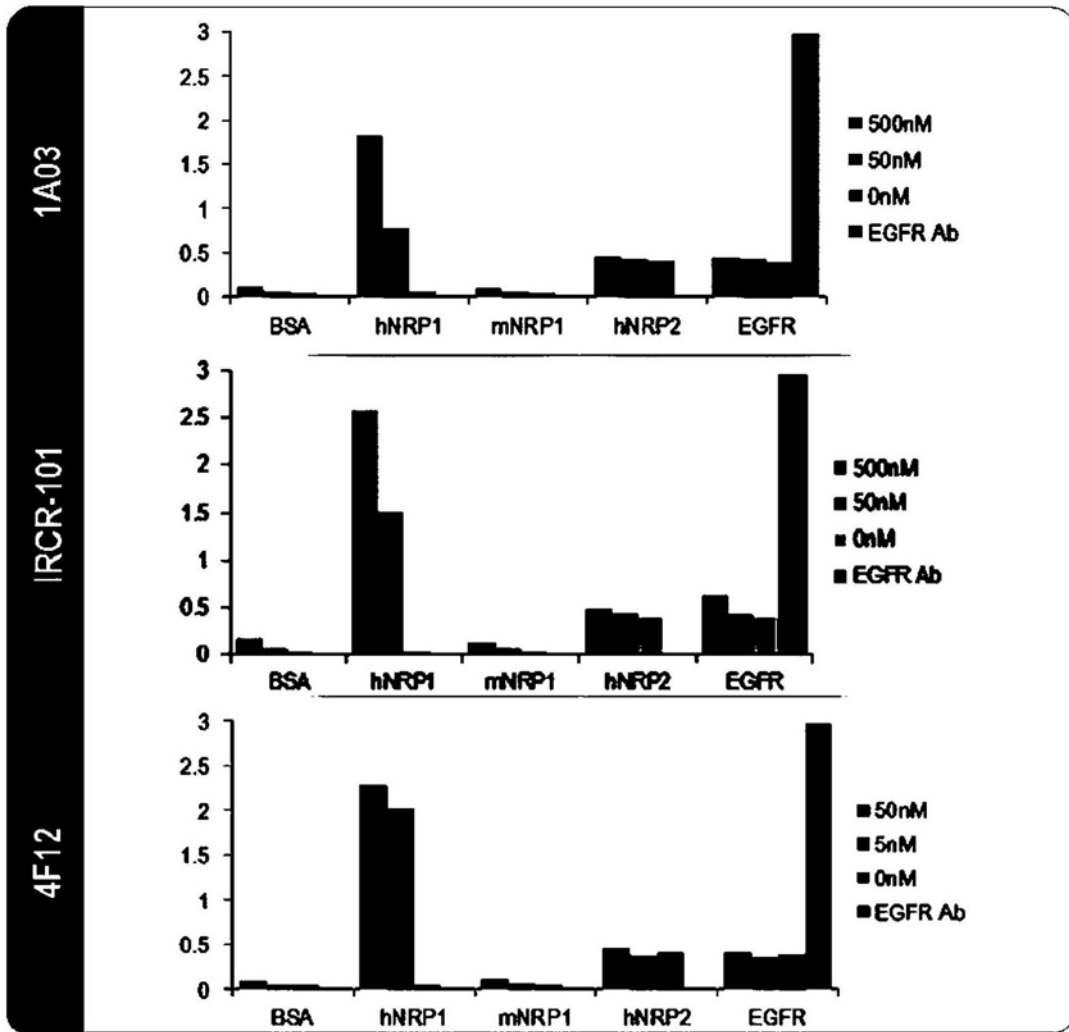 1A03
3
2.5
2
1.5
1
0.5
0
BSA hNRP1 mNRP1 hNRP2 EGFR
500nM
50nM
0nM
EGFR Ab
IRCR-101
3
2.5
2
1.5
1
0.5
0
BSA hNRP1 mNRP1 hNRP2 EGFR
500nM
50nM
0nM
EGFR Ab
4F12
3
2.5
2
1.5
1
0.5
0
BSA hNRP1 mNRP1 hNRP2 EGFR
50nM
5nM
0nM
EGFR Ab